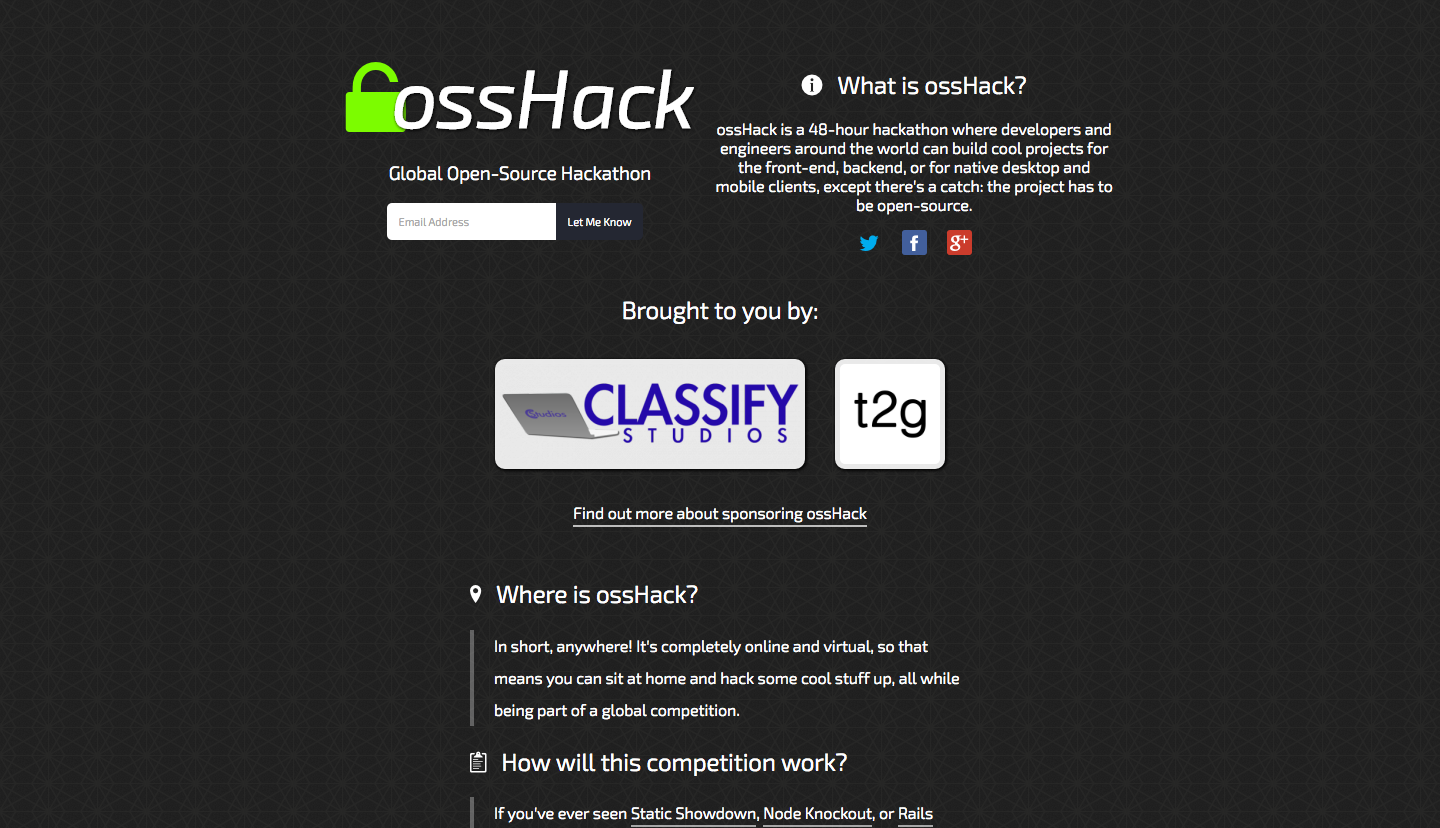 ossHack
Global Open-Source Hackathon
Email Address
Let Me Know
What is ossHack?
ossHack is a 48-hour hackathon where developers and
engineers around the world can build cool projects for
the front-end, backend, or for native desktop and
mobile clients, except there's a catch: the project has to
be open-source.
Brought to you by:
Studios
CLASSIFY
STUDIOS
t2g
Find out more about sponsoring ossHack
Where is ossHack?
In short, anywhere! It's completely online and virtual, so that
means you can sit at home and hack some cool stuff up, all while
being part of a global competition.
How will this competition work?
If you've ever seen Static Showdown, Node Knockout, or Rails